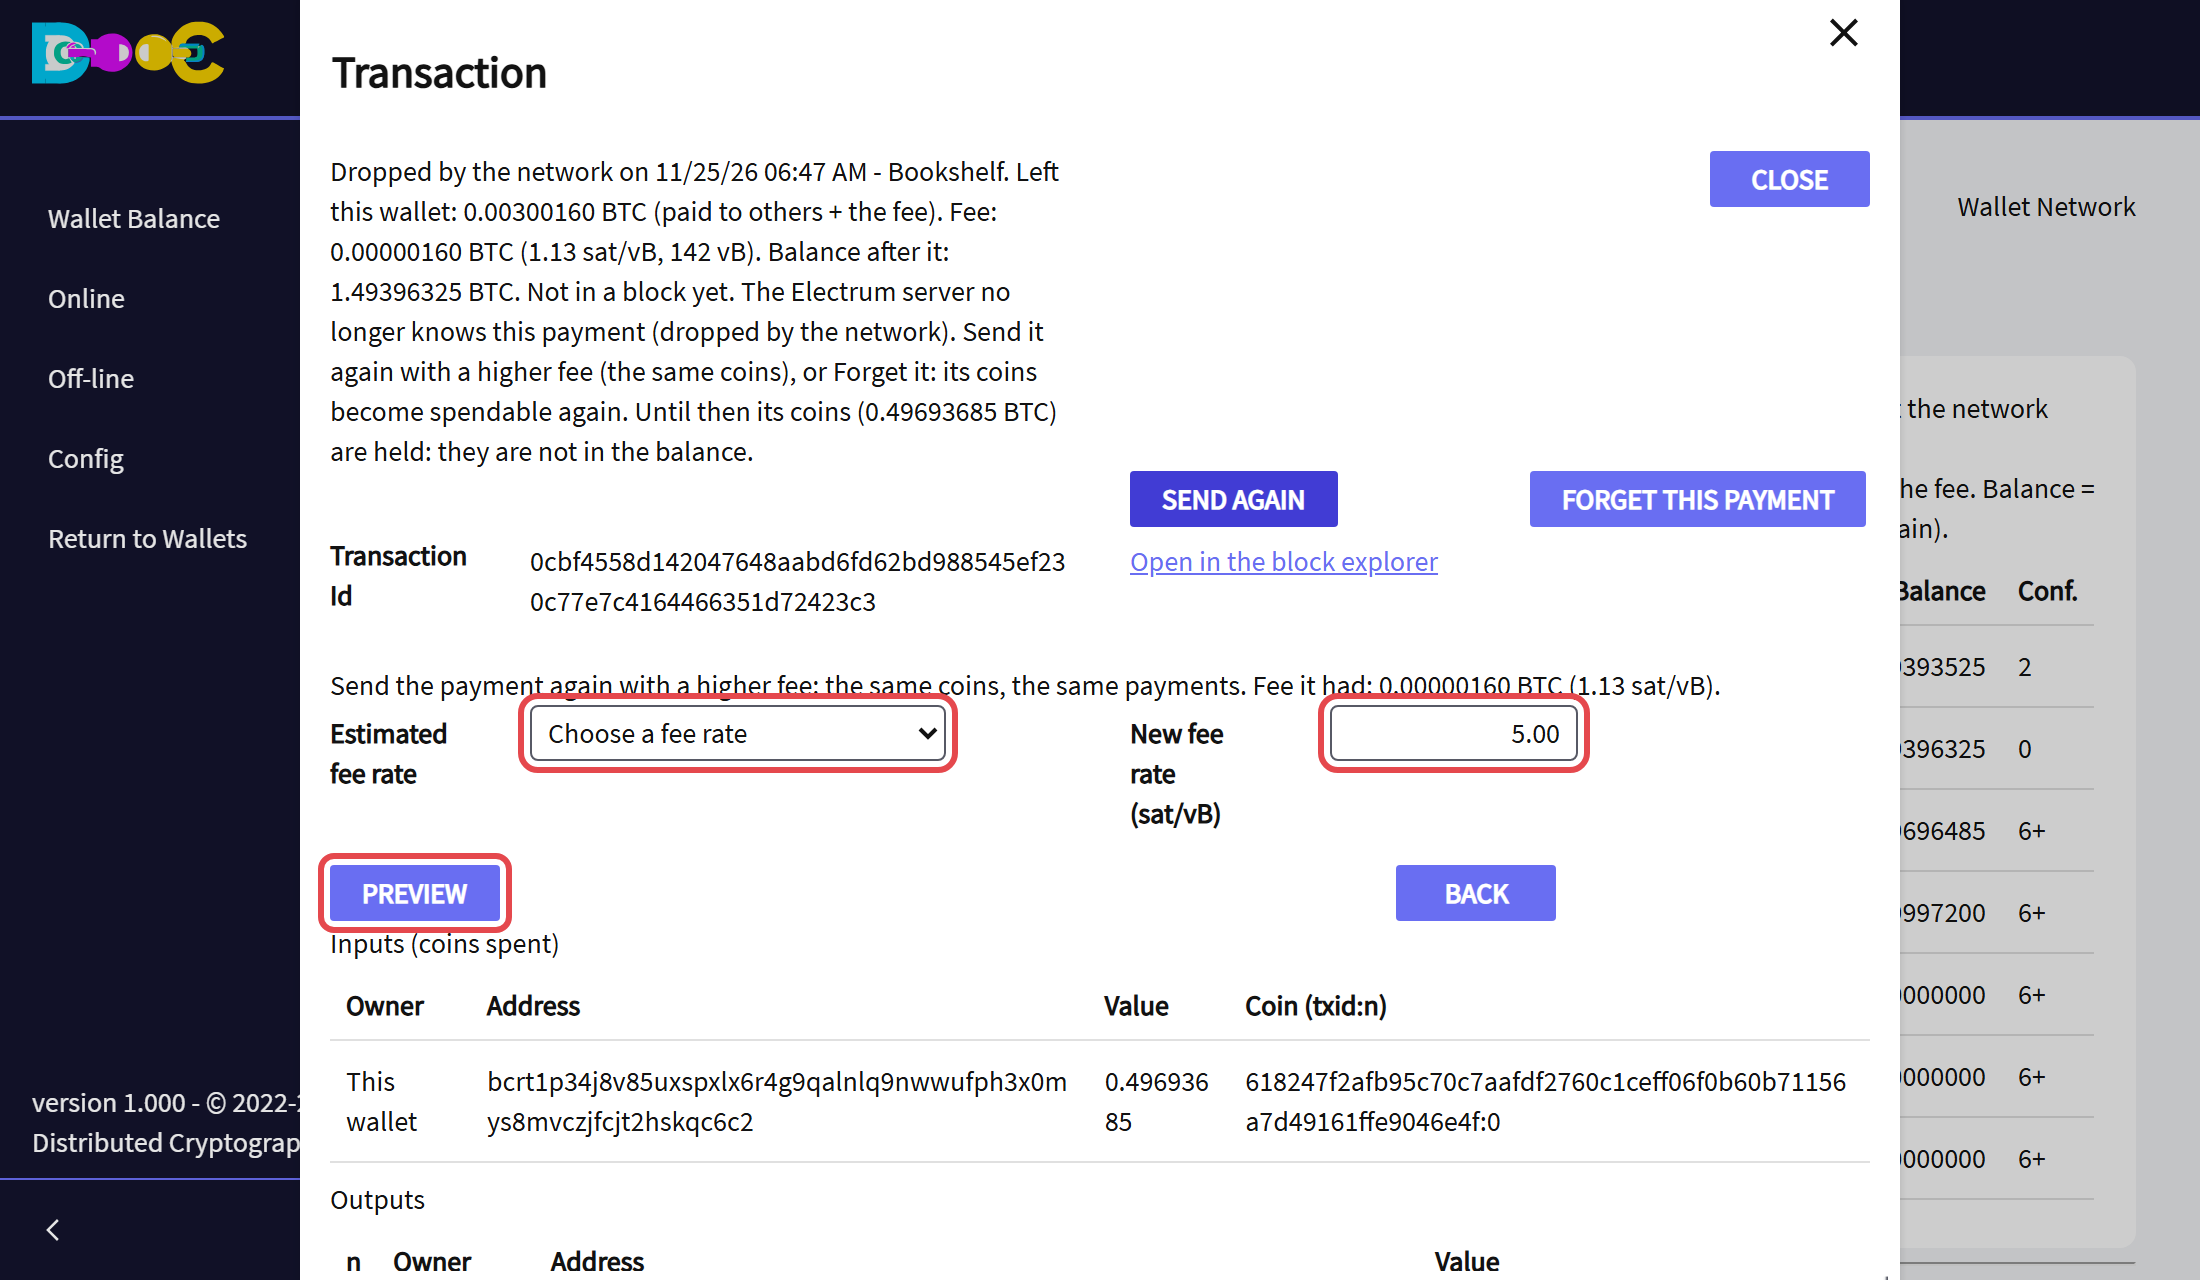 Transaction
CLOSE
Dropped by the network on 11/25/26 06:47 AM - Bookshelf. Left
this wallet: 0.00300160 BTC (paid to others + the fee). Fee:
0.00000160 BTC (1.13 sat/vB, 142 vB). Balance after it:
1.49396325 BTC. Not in a block yet. The Electrum server no
longer knows this payment (dropped by the network). Send it
again with a higher fee (the same coins), or Forget it: its coins
become spendable again. Until then its coins (0.49693685 BTC)
are held: they are not in the balance.
SEND AGAIN
FORGET THIS PAYMENT
Transaction
Id
0cbf4558d142047648aabd6fd62bd988545ef23
0c77e7c4164466351d72423c3
Open in the block explorer
Send the payment again with a higher fee: the same coins, the same payments. Fee it had: 0.00000160 BTC (1.13 sat/vB).
Estimated
fee rate
Choose a fee rate
New fee
rate
(sat/vB)
5.00
PREVIEW
BACK
Inputs (coins spent)
Owner Address Value Coin (txid:n)
This
wallet
bcrt1p34j8v85uxspxlx6r4g9qalnlq9nwwufph3x0m
ys8mvczjfcjt2hskqc6c2
0.496936
85
618247f2afb95c70c7aafdf2760c1ceff06f0b60b71156
a7d49161ffe9046e4f:0
Outputs
n Owner Address Value
Wallet Balance
Online
Off-line
Config
Return to Wallets
version 1.000 - © 2022-
Distributed Cryptograp
Wallet Network
the network
he fee. Balance =
ain).
Balance Conf.
393525 2
396325 0
696485 6+
997200 6+
000000 6+
000000 6+
000000 6+